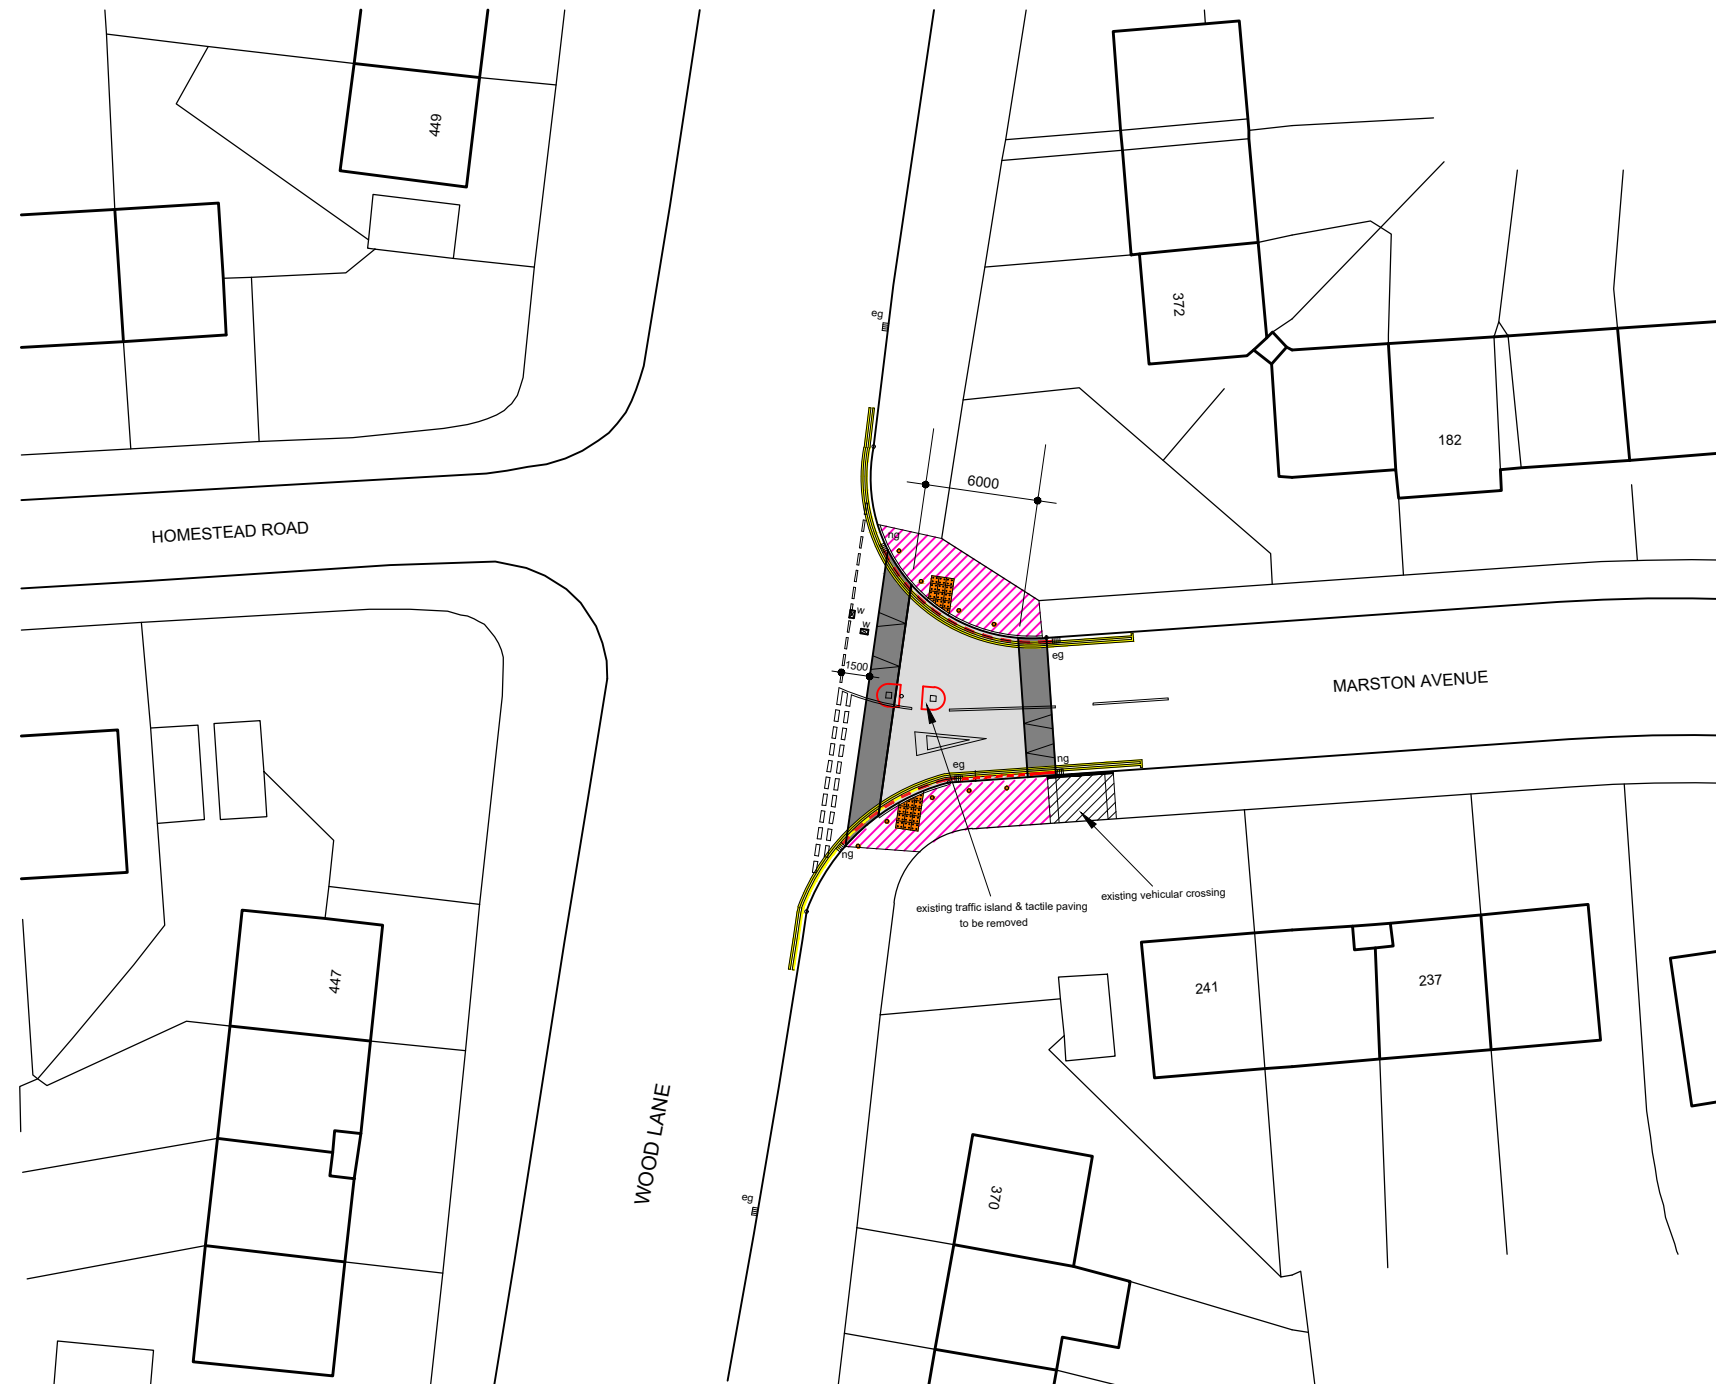 449
eg
372
182
6000
HOMESTEAD ROAD
ng
w
w
1500
eg
MARSTON AVENUE
eg
ng
ng
existing traffic island & tactile paving
to be removed
existing vehicular crossing
447
241
237
WOOD LANE
eg
370